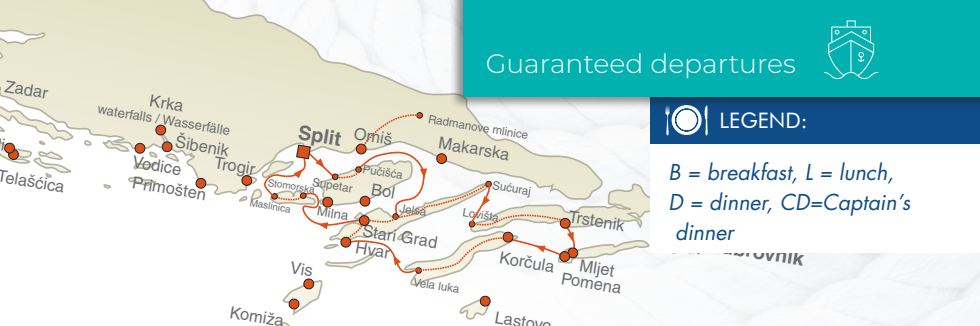 Guaranteed departures
LEGEND:
B = breakfast, L = lunch,
D = dinner, CD=Captain's
dinner
Zadar
Krka
waterfalls / Wasserfälle
Šibenik
Vodice
Trogir
Primošten
Telašćica
Split
Omiš
Radmanove mlinice
Makarska
Pučišća
Stomorska
Supetar
Maslinica
Milna
Bol
Jelsa
Sućuraj
Lovišta
Trstenik
Stari Grad
Hvar
Korčula
Mljet
Pomena
Vela luka
Vis
Komiža
Lastovo